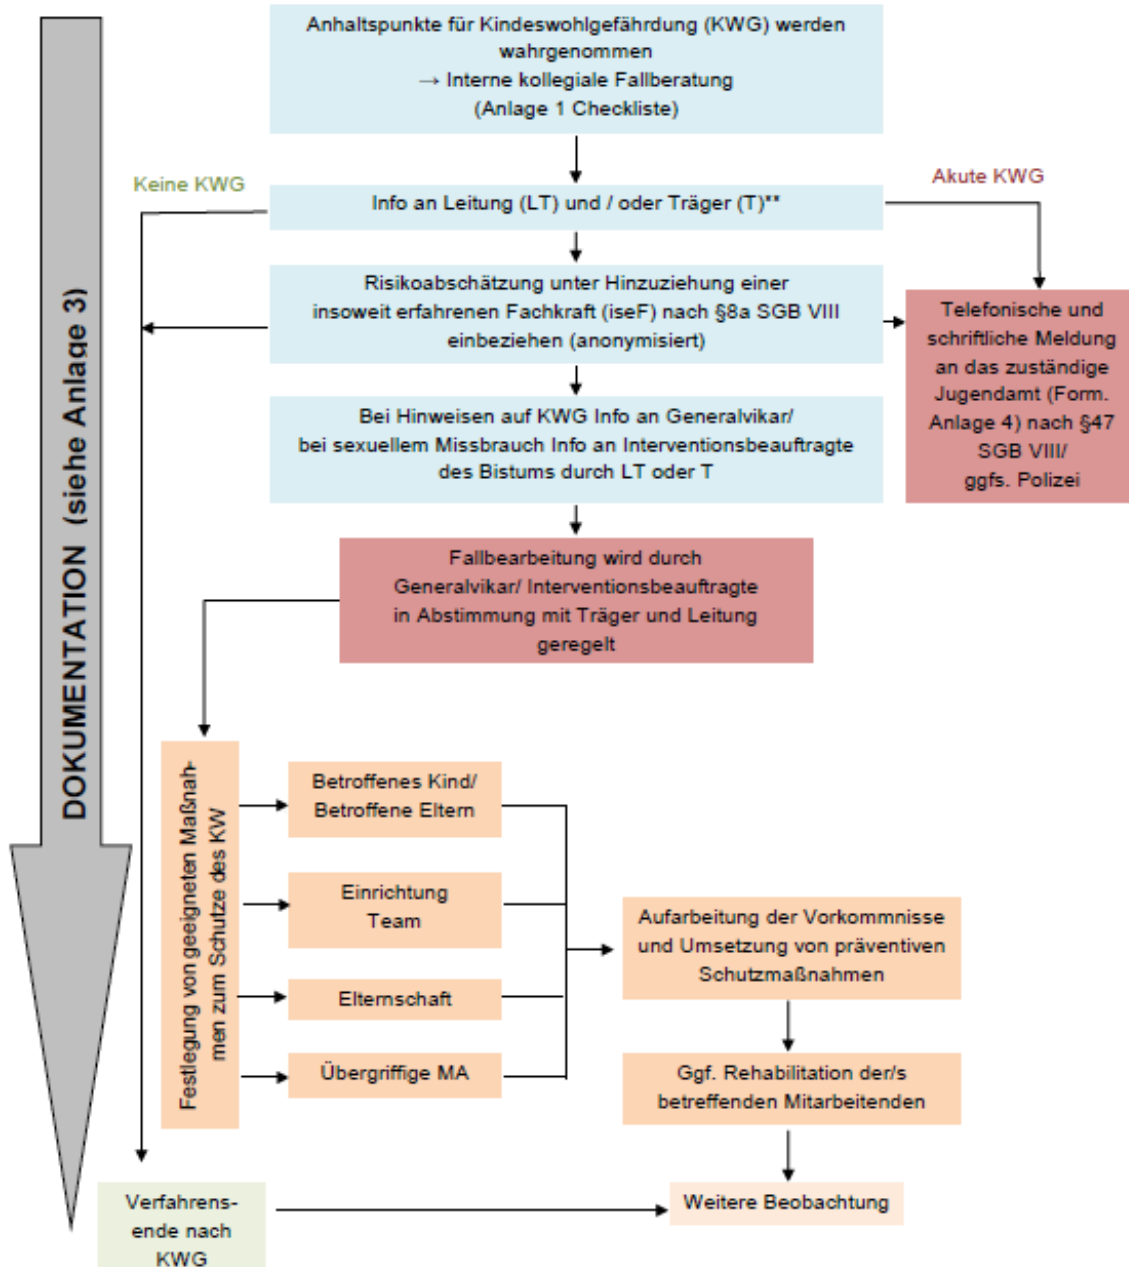 Anhaltspunkte für Kindeswohlgefährdung (KWG) werden
wahrgenommen
→ Interne kollegiale Fallberatung
(Anlage 1 Checkliste)
Keine KWG
Akute KWG
Info an Leitung (LT) und / oder Träger (T)**
Risikoabschätzung unter Hinzuziehung einer
insoweit erfahrenen Fachkraft (iseF) nach §8a SGB VIII
einbeziehen (anonymisiert)
Telefonische und
schriftliche Meldung
an das zuständige
Jugendamt (Form.
Anlage 4) nach §47
SGB VIII/
ggfs. Polizei
Bei Hinweisen auf KWG Info an Generalvikar/
bei sexuellem Missbrauch Info an Interventionsbeauftragte
des Bistums durch LT oder T
Fallbearbeitung wird durch
Generalvikar/ Interventionsbeauftragte
in Abstimmung mit Träger und Leitung
geregelt
DOKUMENTATION (siehe Anlage 3)
Festlegung von geeigneten Maßnah-
men zum Schutze des KW
Betroffenes Kind/
Betroffene Eltern
Einrichtung
Team
Elternschaft
Übergriffige MA
Aufarbeitung der Vorkommnisse
und Umsetzung von präventiven
Schutzmaßnahmen
Ggf. Rehabilitation der/s
betreffenden Mitarbeitenden
Verfahrens-
ende nach
KWG
Weitere Beobachtung